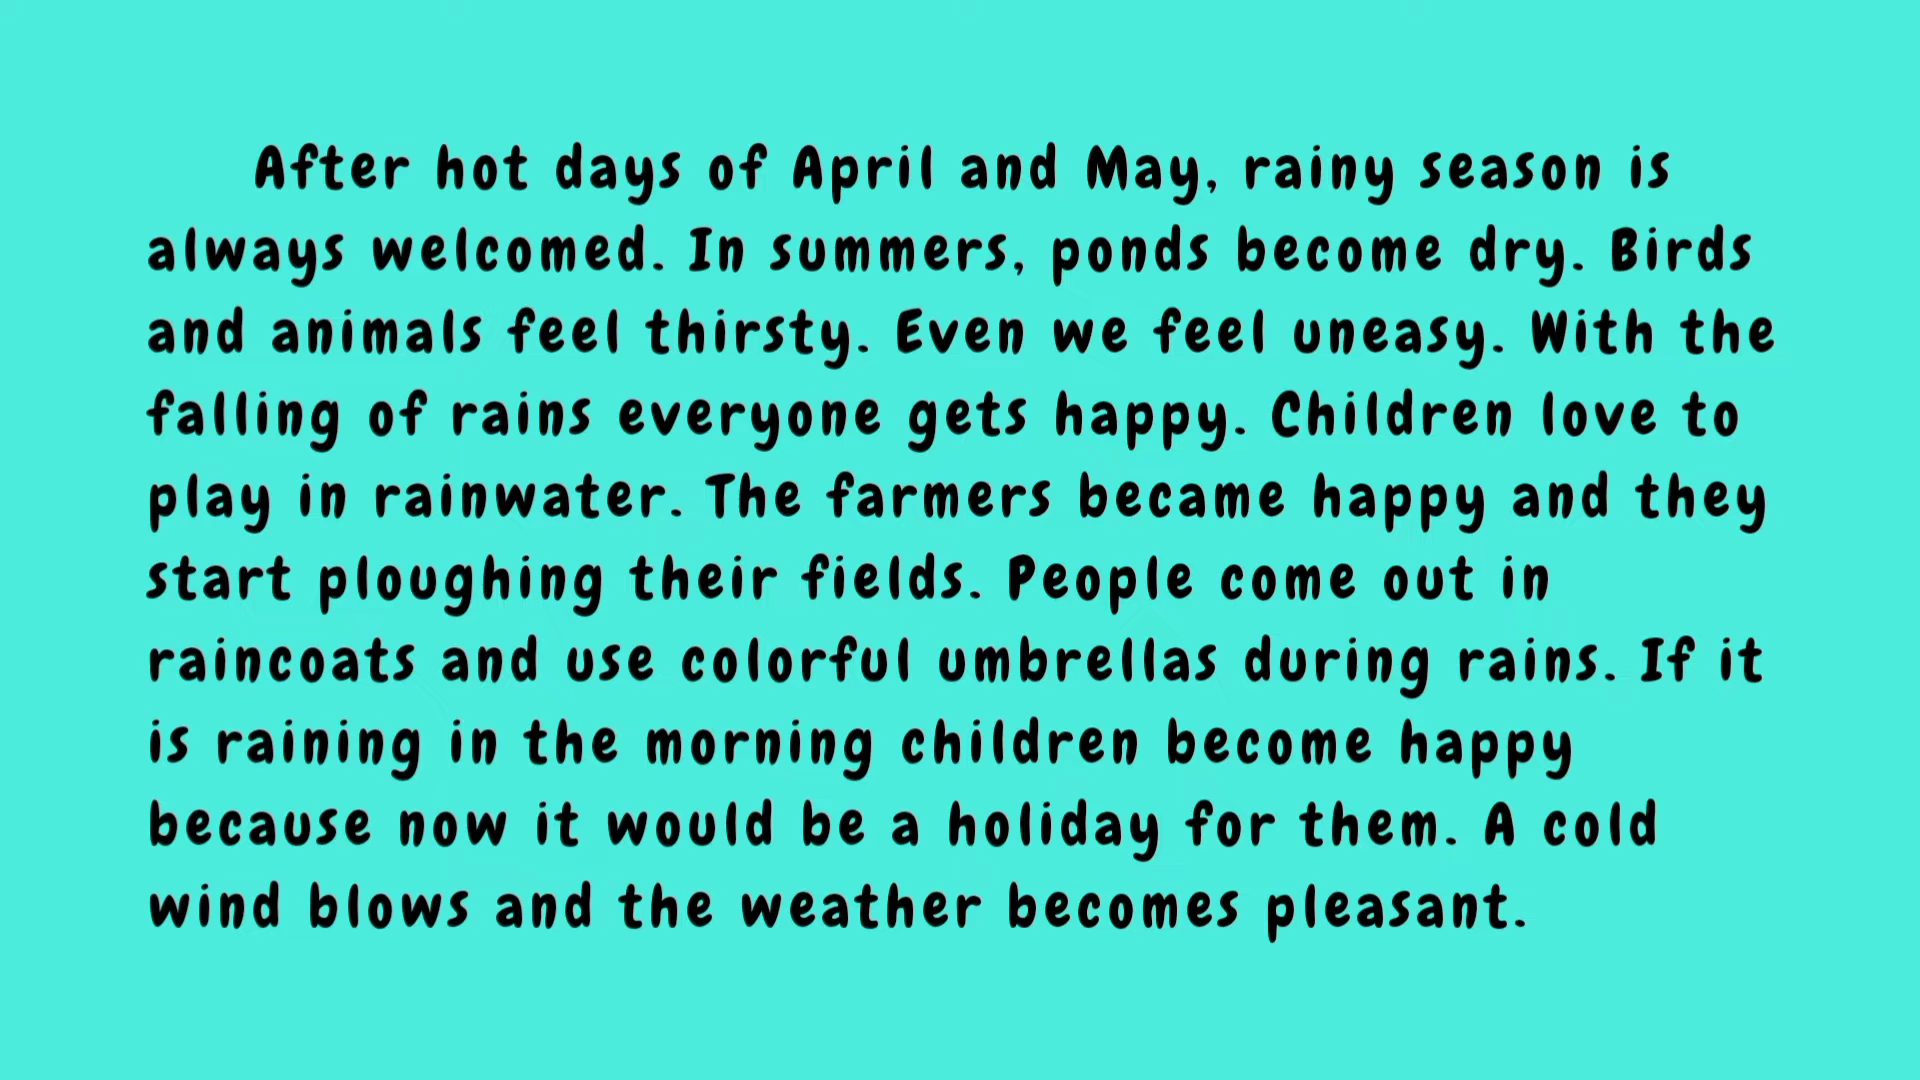 After hot days of April and May, rainy season is
always welcomed. In summers, ponds become dry. Birds
and animals feel thirsty. Even we feel uneasy. With the
falling of rains everyone gets happy. Children love to
play in rainwater. The farmers became happy and they
start ploughing their fields. People come out in
raincoats and use colorful umbrellas during rains. If it
is raining in the morning children become happy
because now it would be a holiday for them. A cold
wind blows and the weather becomes pleasant.